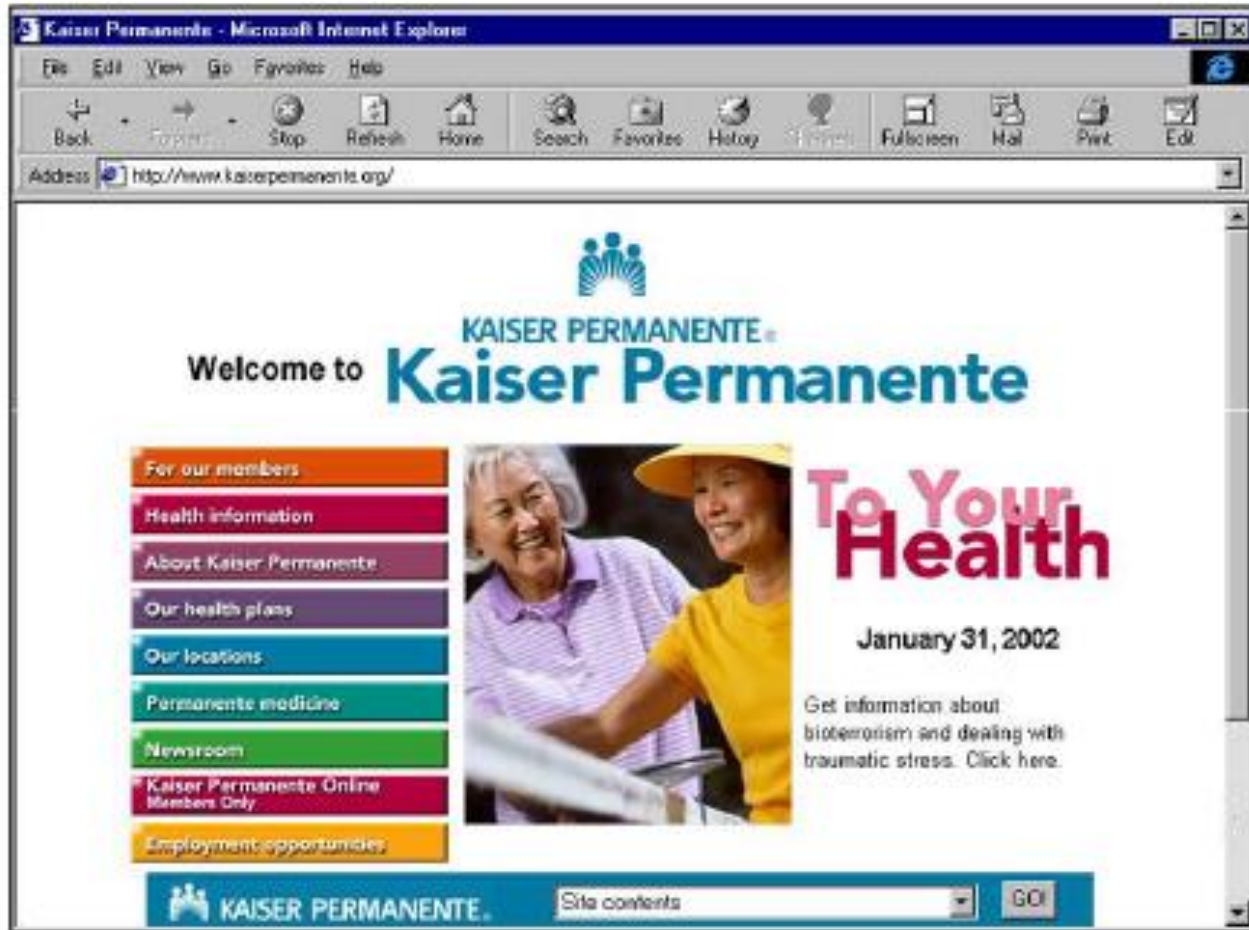 Kaiser Permanente - Microsoft Internet Explorer
File Edit View Go Favorites Help
Back Forward Stop Refresh Home Search Favorites History Fullscreen Mail Print Edit
Address http://www.kaiserpermanente.org/
KAISER PERMANENTE®
Welcome to Kaiser Permanente
For our members
Health information
About Kaiser Permanente
Our health plans
Our locations
Permanente medicine
Newsroom
Kaiser Permanente Online
Members Only
Employment opportunities
To Your
Health
January 31, 2002
Get information about
bioterrorism and dealing with
traumatic stress. Click here.
KAISER PERMANENTE® Site contents GO!